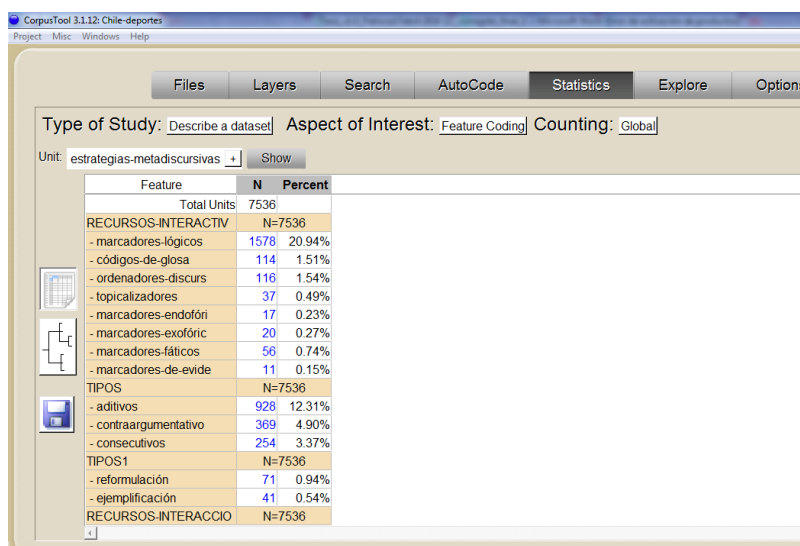 CorpusTool 3.1.12: Chile-deportes
Project Misc Windows Help
Files Layers Search AutoCode Statistics Explore Options
Type of Study: Describe a dataset Aspect of Interest: Feature Coding Counting: Global
Unit: estrategias-metadiscursivas + Show
Feature N Percent
Total Units 7536
RECURSOS-INTERACTIV N=7536
- marcadores-lógicos 1578 20.94%
- códigos-de-glosa 114 1.51%
- ordenadores-discurs 116 1.54%
- topicalizadores 37 0.49%
- marcadores-endofóri 17 0.23%
- marcadores-exofóric 20 0.27%
- marcadores-fáticos 56 0.74%
- marcadores-de-evide 11 0.15%
TIPOS N=7536
- aditivos 928 12.31%
- contraargumentativo 369 4.90%
- consecutivos 254 3.37%
TIPOS1 N=7536
- reformulación 71 0.94%
- ejemplificación 41 0.54%
RECURSOS-INTERACCIO N=7536